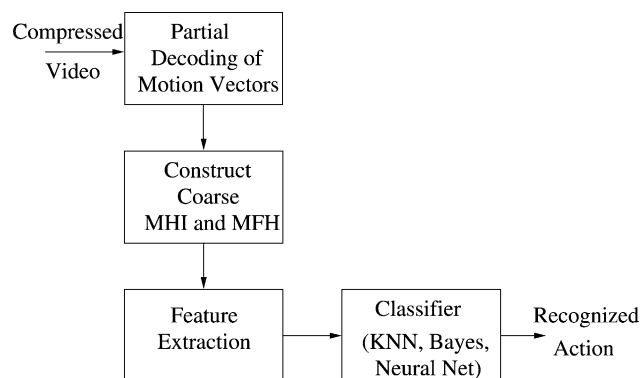 Compressed
Video
Partial
Decoding of
Motion Vectors
Construct
Coarse
MHI and MFH
Feature
Extraction
Classifier
(KNN, Bayes,
Neural Net)
Recognized
Action